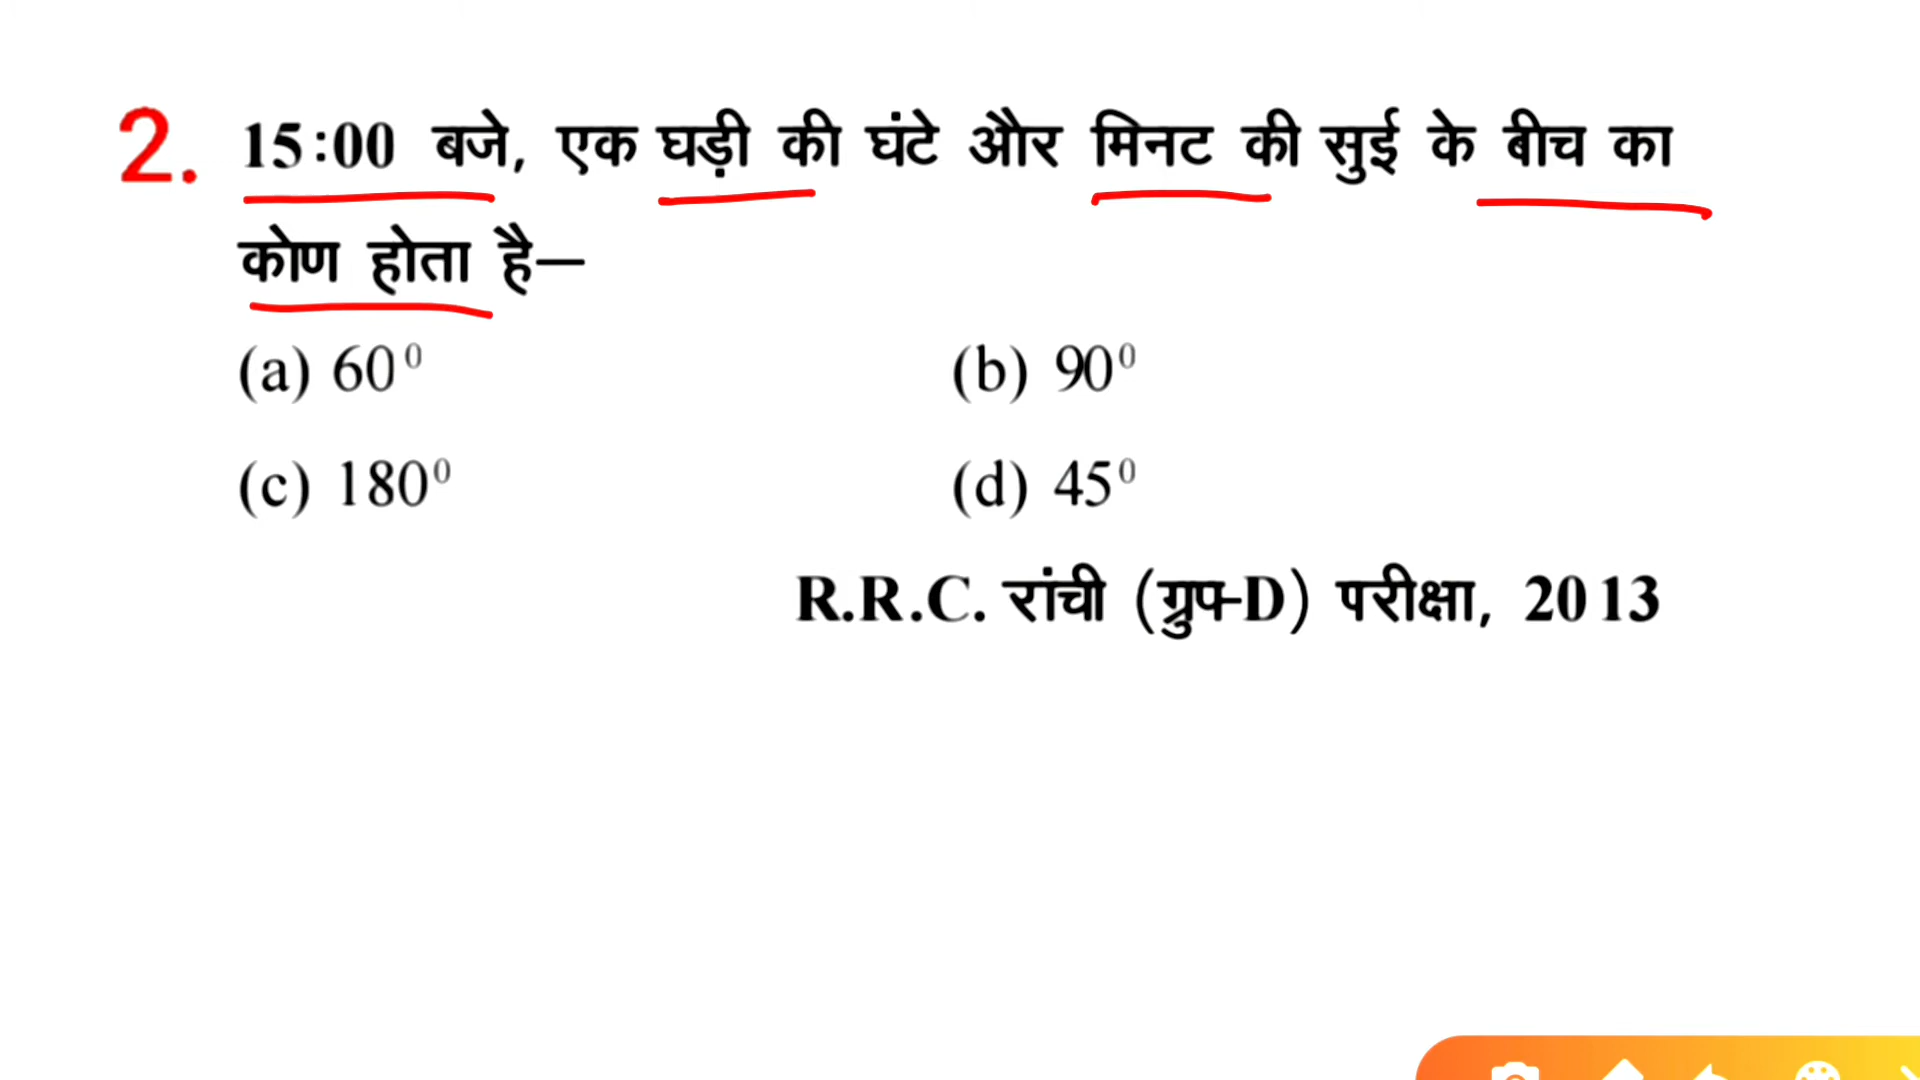 2. 15:00 बजे, एक घड़ी की घंटे और मिनट की सुई के बीच का
कोण होता है–
(a) 60⁰ (b) 90⁰
(c) 180⁰ (d) 45⁰
R.R.C. रांची (ग्रुप-D) परीक्षा, 2013